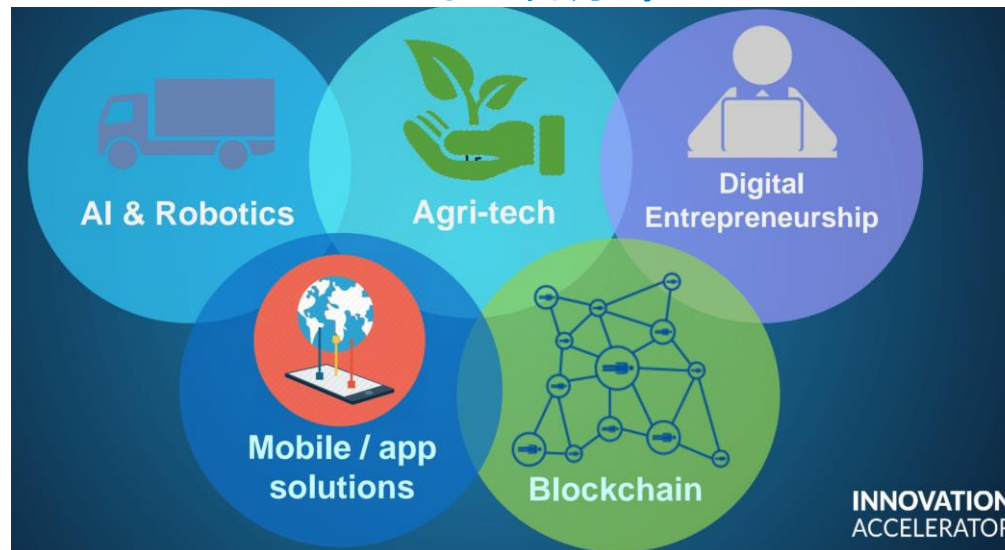 AI & Robotics
Agri-tech
Digital
Entrepreneurship
Mobile / app
solutions
Blockchain
INNOVATION
ACCELERATOR